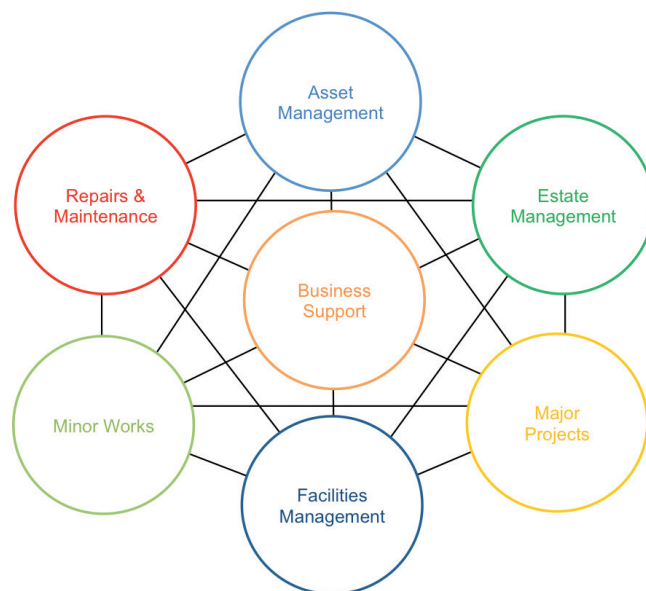 Asset
Management
Repairs &
Maintenance
Estate
Management
Business
Support
Minor Works
Major
Projects
Facilities
Management